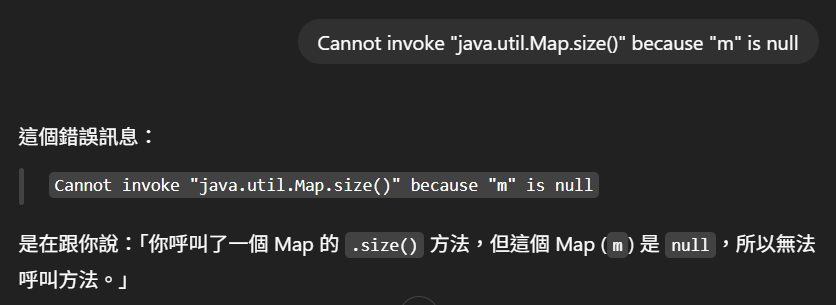 Cannot invoke "java.util.Map.size()" because "m" is null
這個錯誤訊息：
Cannot invoke "java.util.Map.size()" because "m" is null
是在跟你說：「你呼叫了一個 Map 的 .size() 方法，但這個 Map (m) 是 null，所以無法
呼叫方法。」